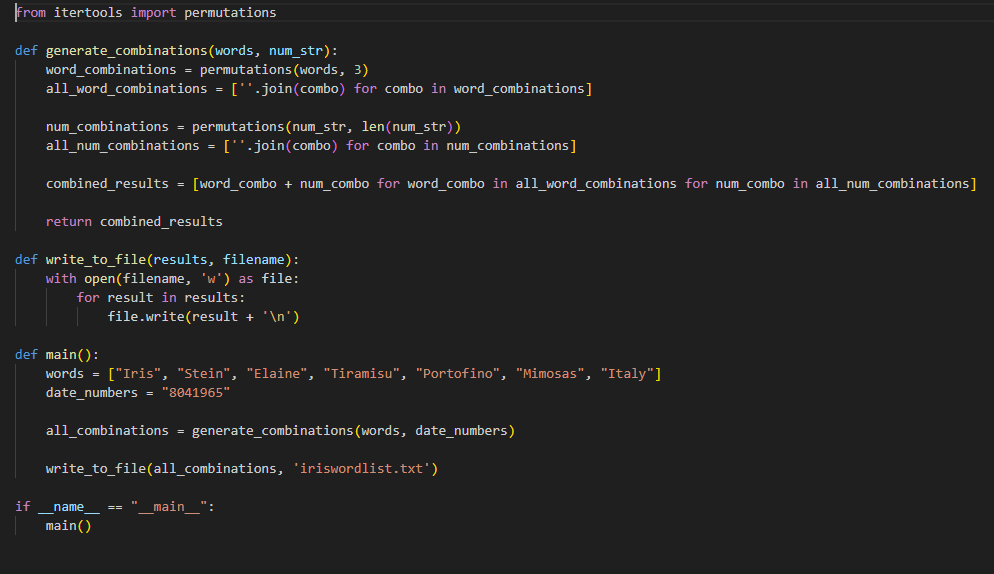 from itertools import permutations
def generate_combinations(words, num_str):
word_combinations = permutations(words, 3)
all_word_combinations = [''.join(combo) for combo in word_combinations]
num_combinations = permutations(num_str, len(num_str))
all_num_combinations = [''.join(combo) for combo in num_combinations]
combined_results = [word_combo + num_combo for word_combo in all_word_combinations for num_combo in all_num_combinations]
return combined_results
def write_to_file(results, filename):
with open(filename, 'w') as file:
for result in results:
file.write(result + '\n')
def main():
words = ["Iris", "Stein", "Elaine", "Tiramisu", "Portofino", "Mimosas", "Italy"]
date_numbers = "8041965"
all_combinations = generate_combinations(words, date_numbers)
write_to_file(all_combinations, 'iriswordlist.txt')
if __name__ == "__main__":
main()